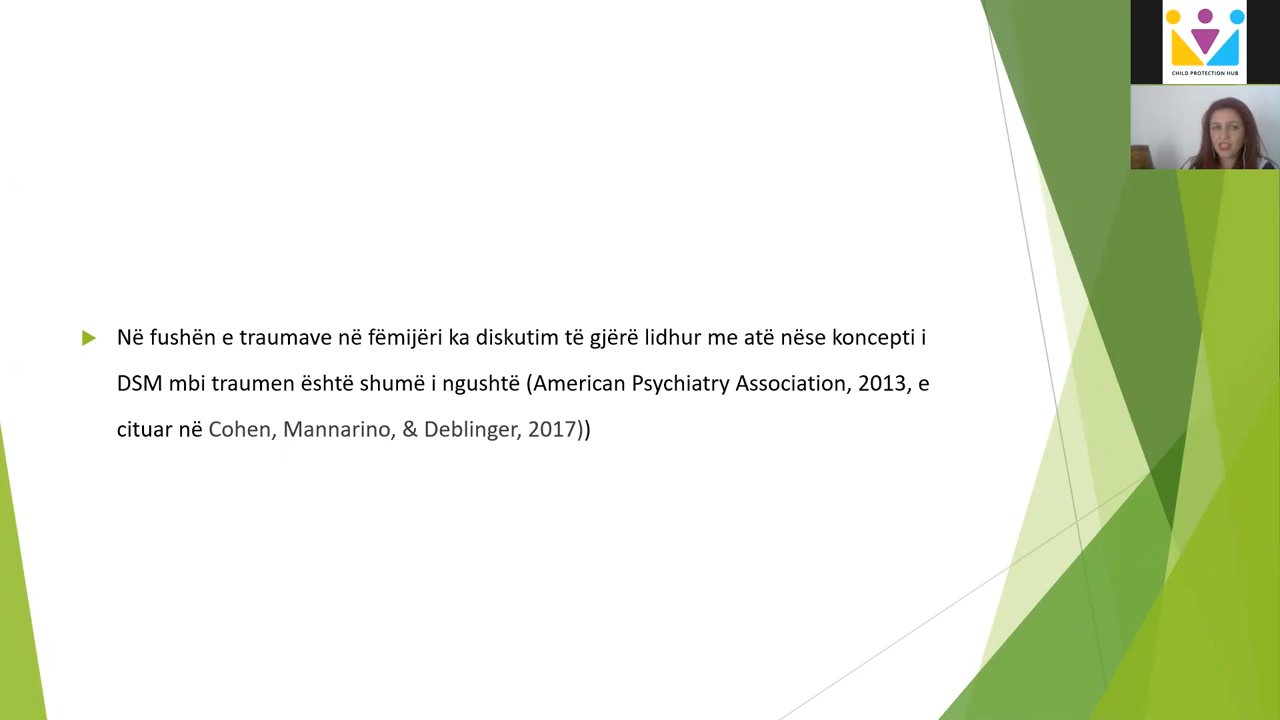 CHILD PROTECTION HUB
Në fushën e traumave në fëmijëri ka diskutim të gjërë lidhur me atë nëse koncepti i
DSM mbi traumen është shumë i ngushtë (American Psychiatry Association, 2013, e
cituar në Cohen, Mannarino, & Deblinger, 2017))